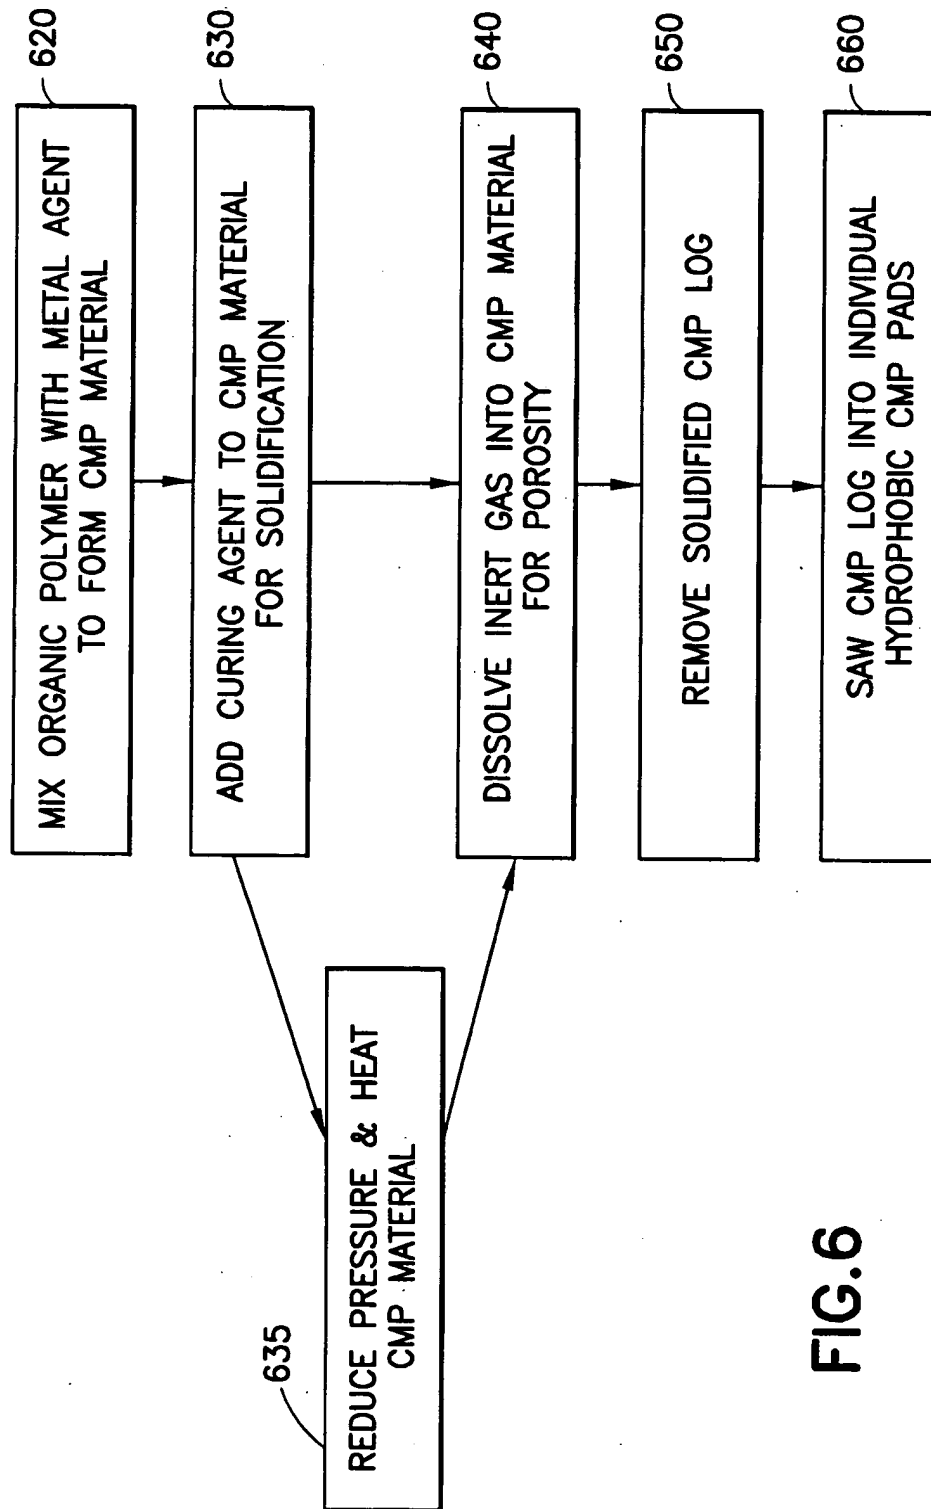 620
MIX ORGANIC POLYMER WITH METAL AGENT
TO FORM CMP MATERIAL
630
ADD CURING AGENT TO CMP MATERIAL
FOR SOLIDIFICATION
635
REDUCE PRESSURE & HEAT
CMP MATERIAL
640
DISSOLVE INERT GAS INTO CMP MATERIAL
FOR POROSITY
650
REMOVE SOLIDIFIED CMP LOG
660
SAW CMP LOG INTO INDIVIDUAL
HYDROPHOBIC CMP PADS
FIG.6